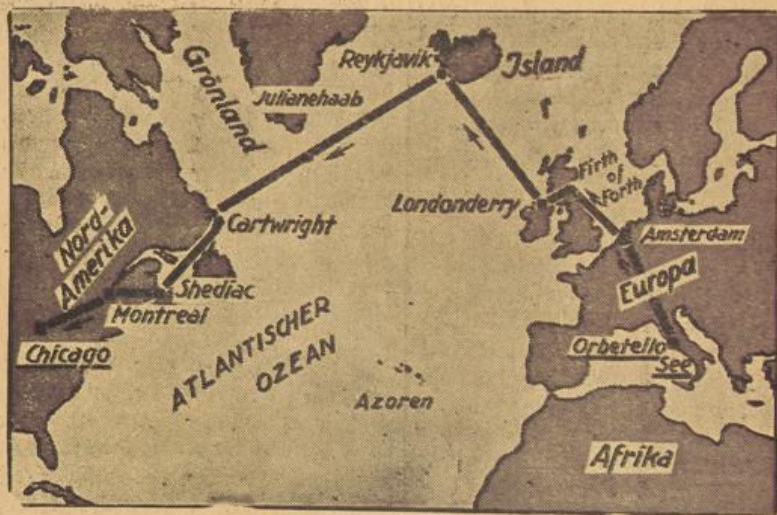 Grönland
Reykjavik
Island
Julianehaab
Firth
of
Forth
Nord-
Amerika
Cartwright
Londonderry
Amsterdam
Shediac
Europa
Montreal
Chicago
ATLANTISCHER
OZEAN
Orbetello
See
Azoren
Afrika